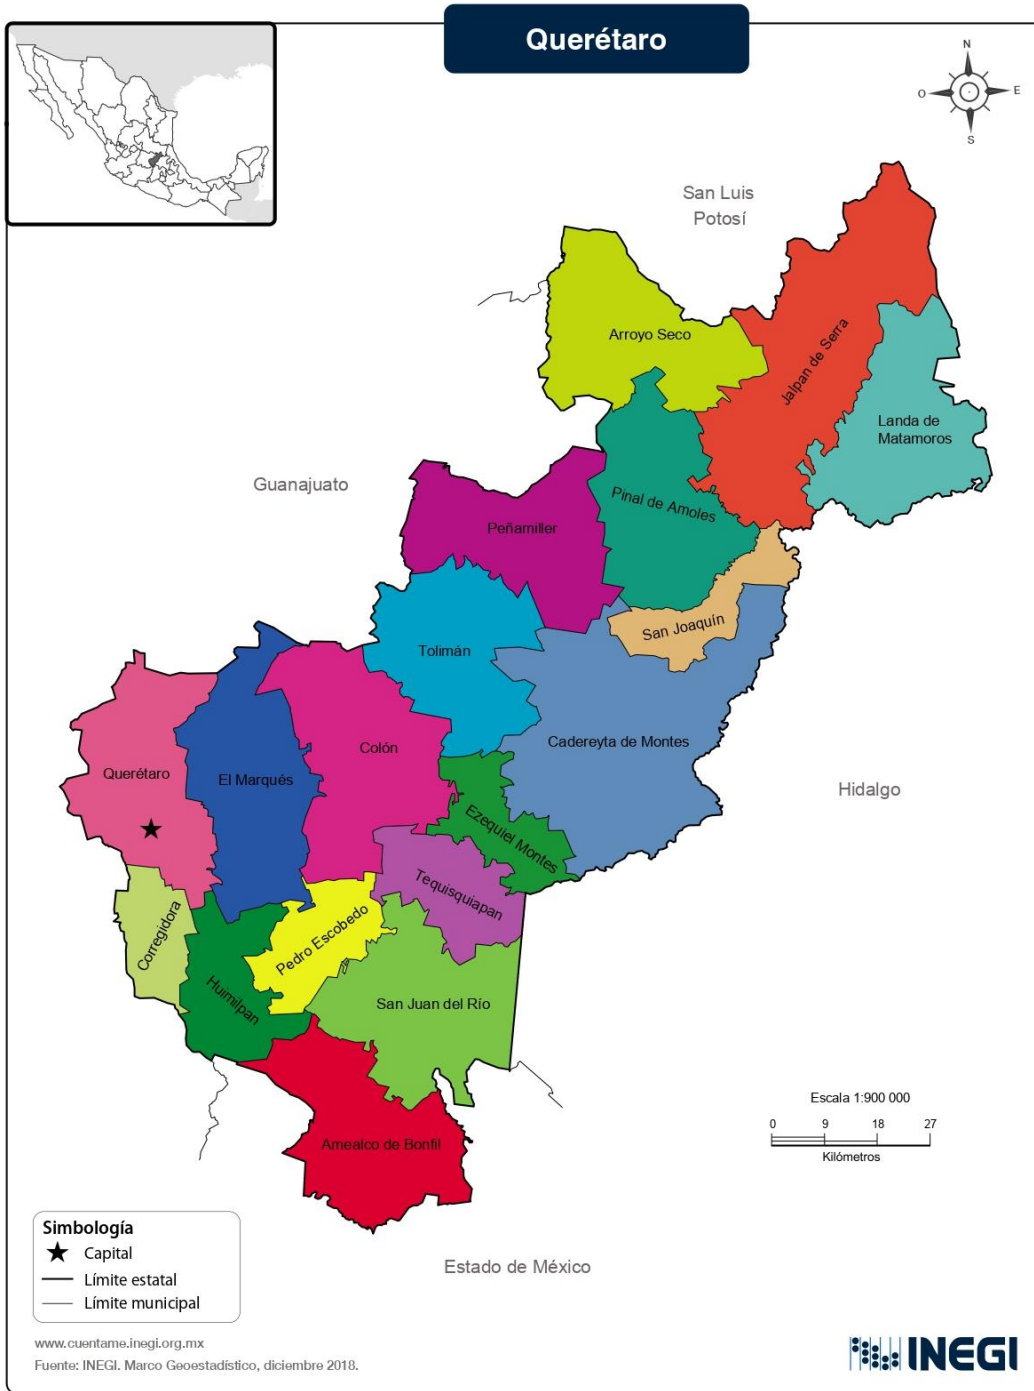 Querétaro
N
O
E
S
San Luis
Potosí
Arroyo Seco
Jalpan de Serra
Landa de
Matamoros
Guanajuato
Pinal de Amoles
Peñamiller
San Joaquín
Tolimán
Cadereyta de Montes
Colón
Querétaro
El Marqués
Hidalgo
Ezequiel Montes
Tequisquiapan
Corregidora
Pedro Escobedo
Huimilpan
San Juan del Río
Amealco de Bonfil
Escala 1:900 000
0 9 18 27
Kilómetros
Estado de México
Simbología
Capital
Límite estatal
Límite municipal
www.cuentame.inegi.org.mx
Fuente: INEGI. Marco Geoestadístico, diciembre 2018.
INEGI